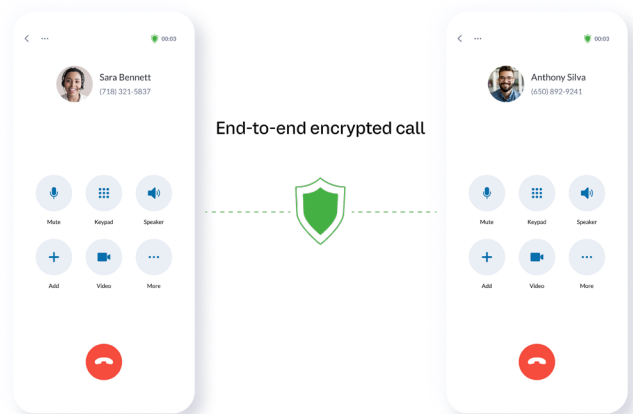 00:03
Sara Bennett
(718) 321-5837
Mute Keypad Speaker
Add Video More
End-to-end encrypted call
00:03
Anthony Silva
(650) 892-9241
Mute Keypad Speaker
Add Video More